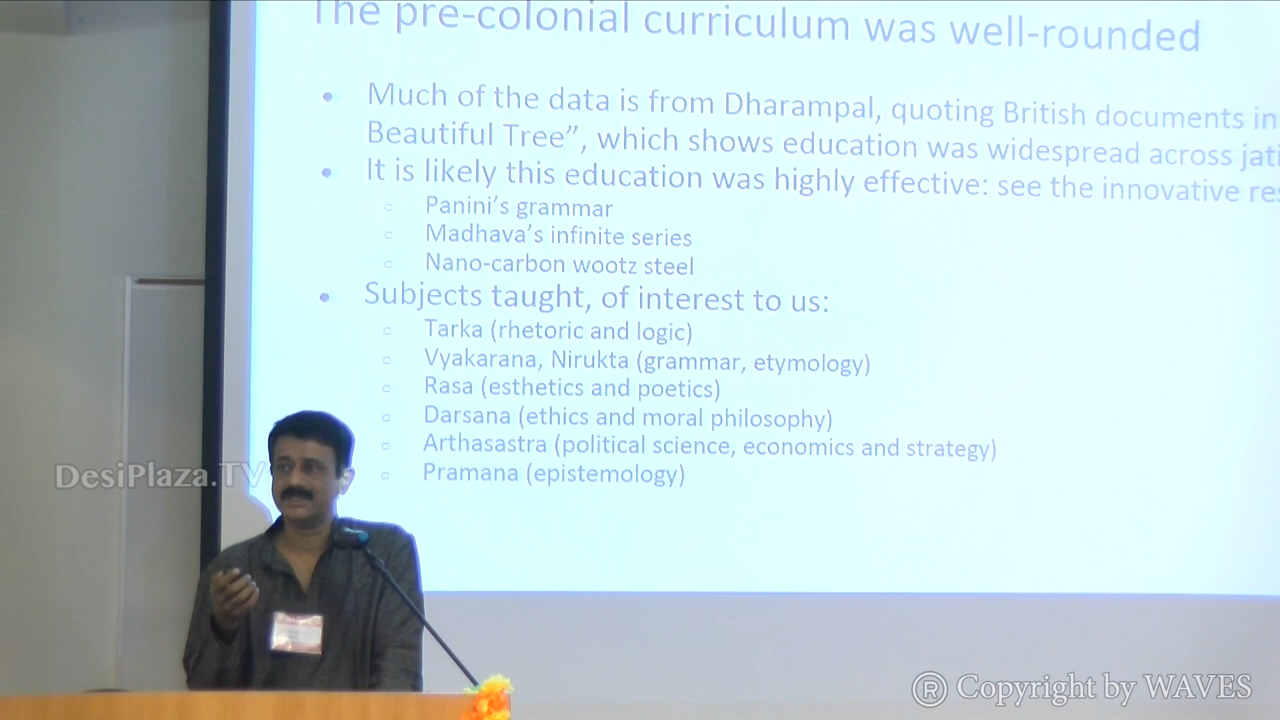 The pre-colonial curriculum was well-rounded
• Much of the data is from Dharampal, quoting British documents in
Beautiful Tree”, which shows education was widespread across jati
• It is likely this education was highly effective: see the innovative res
○ Panini’s grammar
○ Madhava’s infinite series
○ Nano-carbon wootz steel
• Subjects taught, of interest to us:
○ Tarka (rhetoric and logic)
○ Vyakarana, Nirukta (grammar, etymology)
○ Rasa (esthetics and poetics)
○ Darsana (ethics and moral philosophy)
○ Arthasastra (political science, economics and strategy)
○ Pramana (epistemology)
DesiPlaza.TV
® Copyright by WAVES